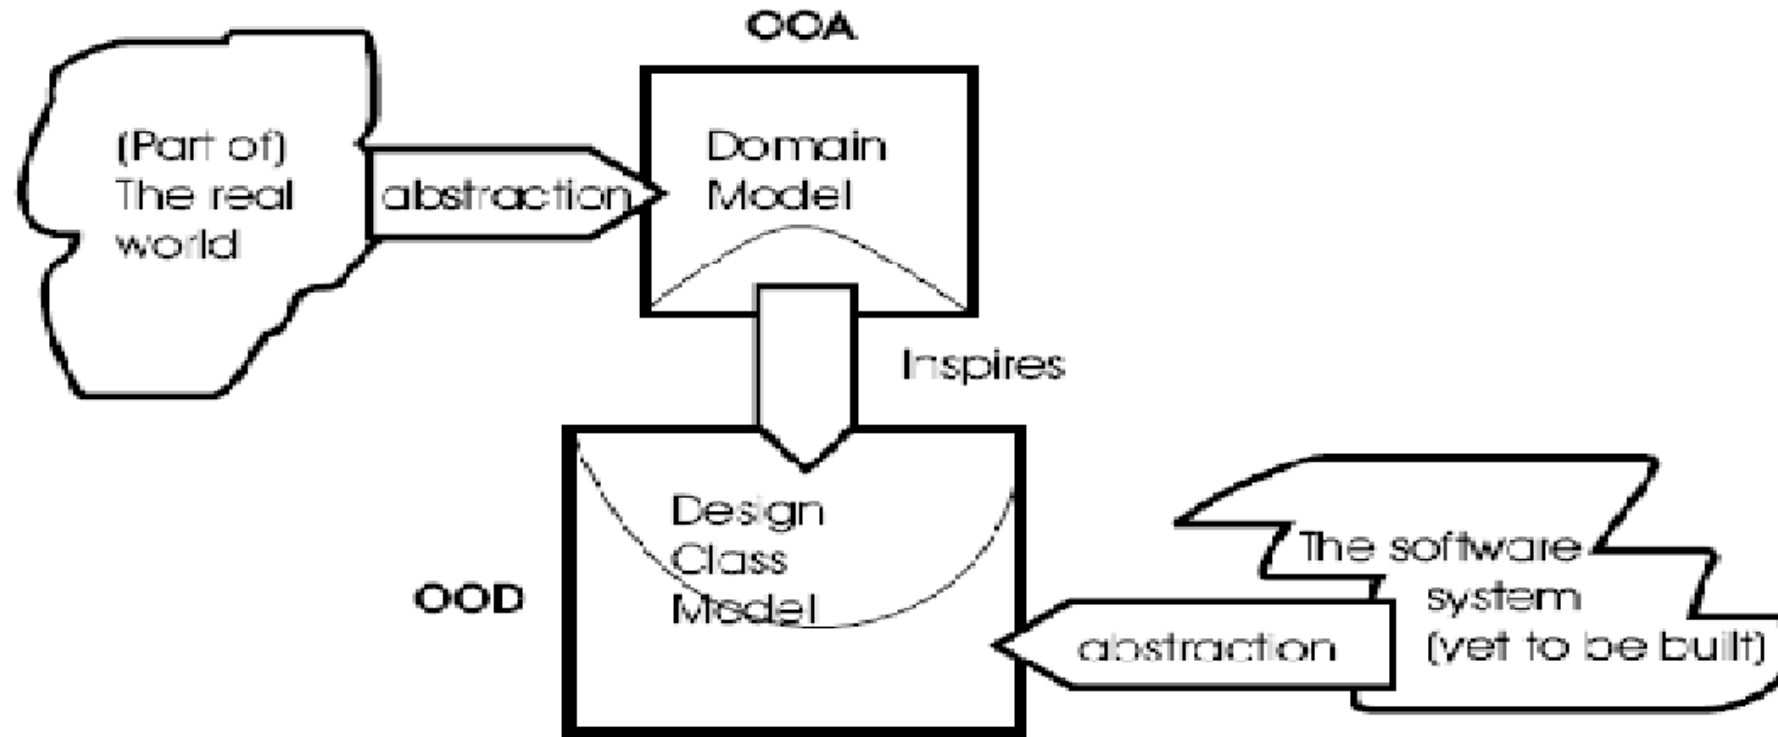 OOA
(Part of)
The real
world
abstraction
Domain
Model
Inspires
Design
Class
Model
OOD
The software
system
(yet to be built)
abstraction